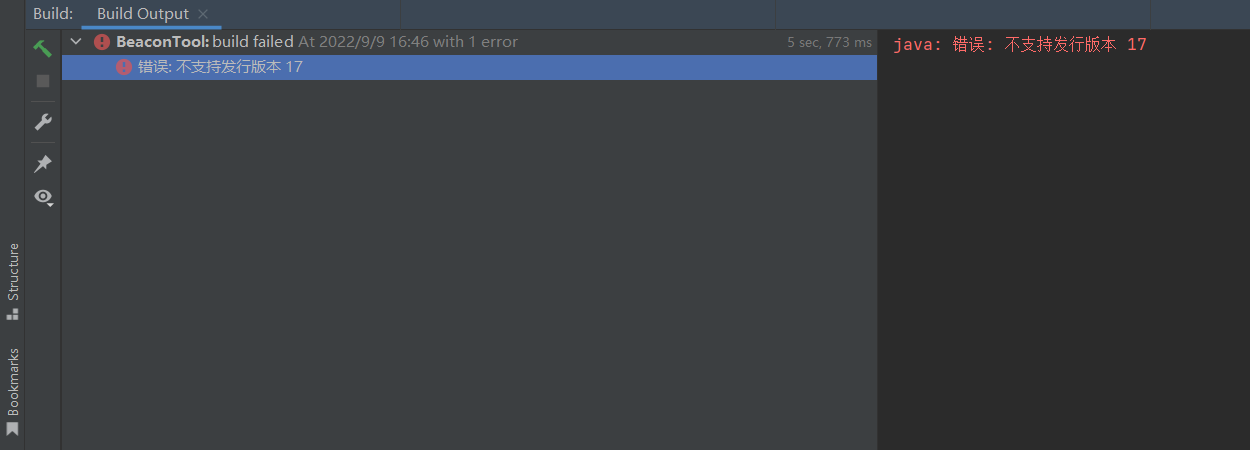 Build: Build Output
BeaconTool: build failed At 2022/9/9 16:46 with 1 error 5 sec, 773 ms
错误: 不支持发行版本 17
java: 错误: 不支持发行版本 17
Structure
Bookmarks